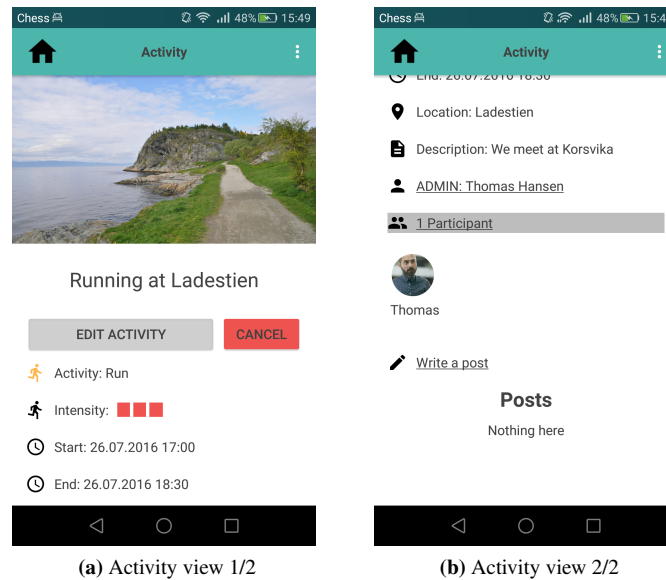 Chess 48% 15:49
Activity
Running at Ladestien
EDIT ACTIVITY CANCEL
Activity: Run
Intensity:
Start: 26.07.2016 17:00
End: 26.07.2016 18:30
(a) Activity view 1/2
Chess 48% 15:4
Activity
End: 26.07.2016 18:30
Location: Ladestien
Description: We meet at Korsvika
ADMIN: Thomas Hansen
1 Participant
Thomas
Write a post
Posts
Nothing here
(b) Activity view 2/2